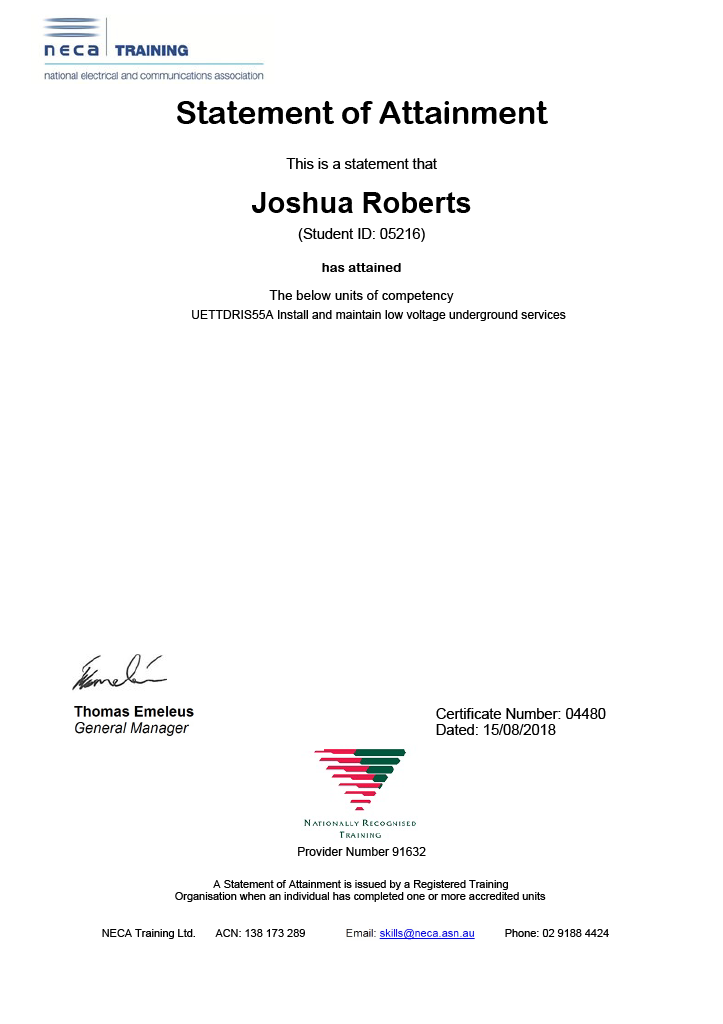 neca TRAINING
national electrical and communications association
Statement of Attainment
This is a statement that
Joshua Roberts
(Student ID: 05216)
has attained
The below units of competency
UETTDRIS55A Install and maintain low voltage underground services
Thomas Emeleus
General Manager
Certificate Number: 04480
Dated: 15/08/2018
NATIONALLY RECOGNISED
TRAINING
Provider Number 91632
A Statement of Attainment is issued by a Registered Training
Organisation when an individual has completed one or more accredited units
NECA Training Ltd. ACN: 138 173 289 Email: skills@neca.asn.au Phone: 02 9188 4424